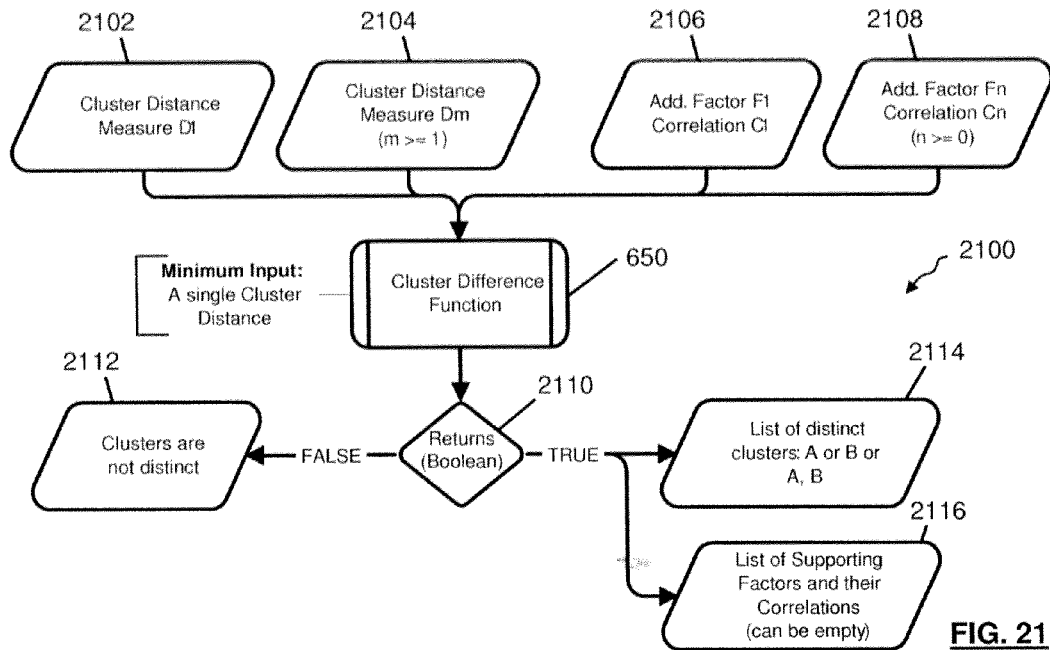 2102
2104
2106
2108
Cluster Distance
Measure D1
Cluster Distance
Measure Dm
(m >= 1)
Add. Factor F1
Correlation C1
Add. Factor Fn
Correlation Cn
(n >= 0)
Minimum Input:
A single Cluster
Distance
Cluster Difference
Function
650
2100
2112
2110
2114
Clusters are
not distinct
FALSE
Returns
(Boolean)
TRUE
List of distinct
clusters: A or B or
A, B
2116
List of Supporting
Factors and their
Correlations
(can be empty)
FIG. 21